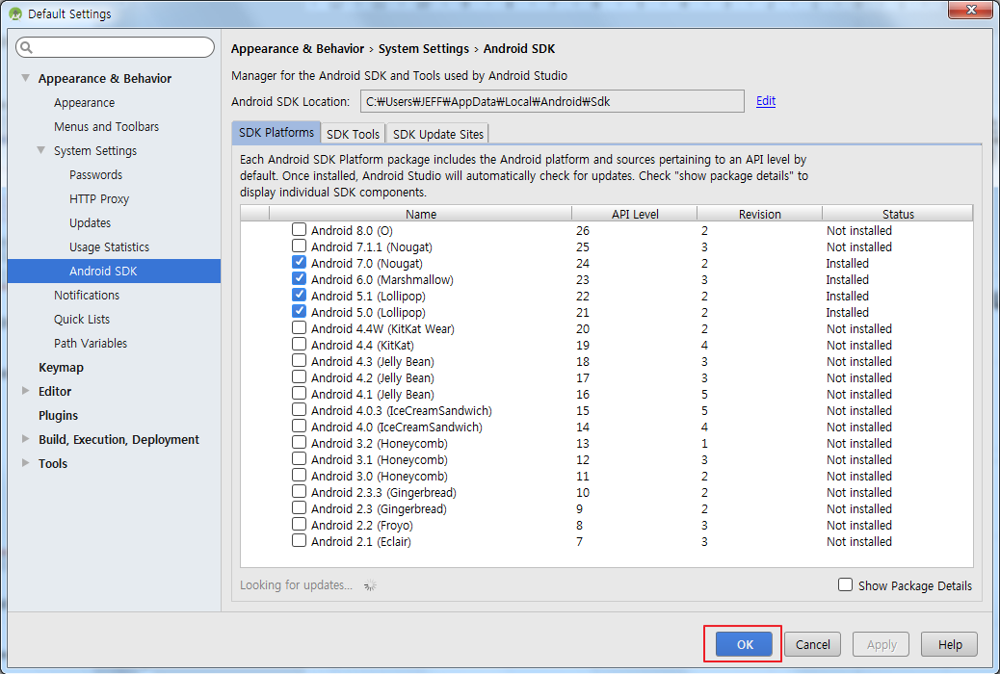 Default Settings
Appearance & Behavior
Appearance
Menus and Toolbars
System Settings
Passwords
HTTP Proxy
Updates
Usage Statistics
Android SDK
Notifications
Quick Lists
Path Variables
Keymap
Editor
Plugins
Build, Execution, Deployment
Tools
Appearance & Behavior › System Settings › Android SDK
Manager for the Android SDK and Tools used by Android Studio
Android SDK Location: C:₩Users₩JEFF₩AppData₩Local₩Android₩Sdk Edit
SDK Platforms SDK Tools SDK Update Sites
Each Android SDK Platform package includes the Android platform and sources pertaining to an API level by
default. Once installed, Android Studio will automatically check for updates. Check "show package details" to
display individual SDK components.
Name API Level Revision Status
Android 8.0 (O) 26 2 Not installed
Android 7.1.1 (Nougat) 25 3 Not installed
Android 7.0 (Nougat) 24 2 Installed
Android 6.0 (Marshmallow) 23 3 Installed
Android 5.1 (Lollipop) 22 2 Installed
Android 5.0 (Lollipop) 21 2 Installed
Android 4.4W (KitKat Wear) 20 2 Not installed
Android 4.4 (KitKat) 19 4 Not installed
Android 4.3 (Jelly Bean) 18 3 Not installed
Android 4.2 (Jelly Bean) 17 3 Not installed
Android 4.1 (Jelly Bean) 16 5 Not installed
Android 4.0.3 (IceCreamSandwich) 15 5 Not installed
Android 4.0 (IceCreamSandwich) 14 4 Not installed
Android 3.2 (Honeycomb) 13 1 Not installed
Android 3.1 (Honeycomb) 12 3 Not installed
Android 3.0 (Honeycomb) 11 2 Not installed
Android 2.3.3 (Gingerbread) 10 2 Not installed
Android 2.3 (Gingerbread) 9 2 Not installed
Android 2.2 (Froyo) 8 3 Not installed
Android 2.1 (Eclair) 7 3 Not installed
Looking for updates... Show Package Details
OK Cancel Apply Help